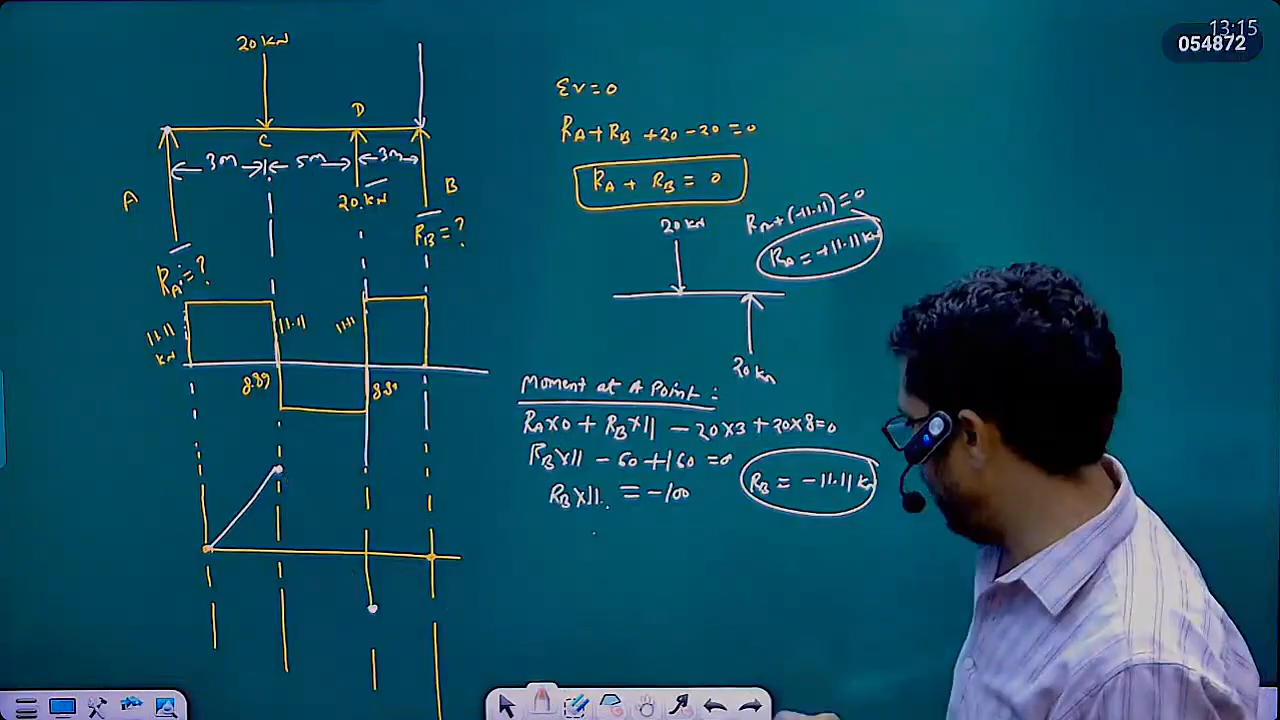 13:15
054872
20 KN
D
C
3m
5m
3m
A
20 KN
B
RB = ?
RA = ?
11.11 KN
11.11
11.11
8.89
8.89
Σv=0
RA+RB +20-20=0
RA + RB = 0
20 KN
RA+(-11.11)=0
RA=+11.11 KN
20 KN
Moment at A Point :
RA×0 + RB×11 - 20×3 + 20×8=0
RB×11 - 60+160 =0
RB×11. = -100
RB = -11.11 KN